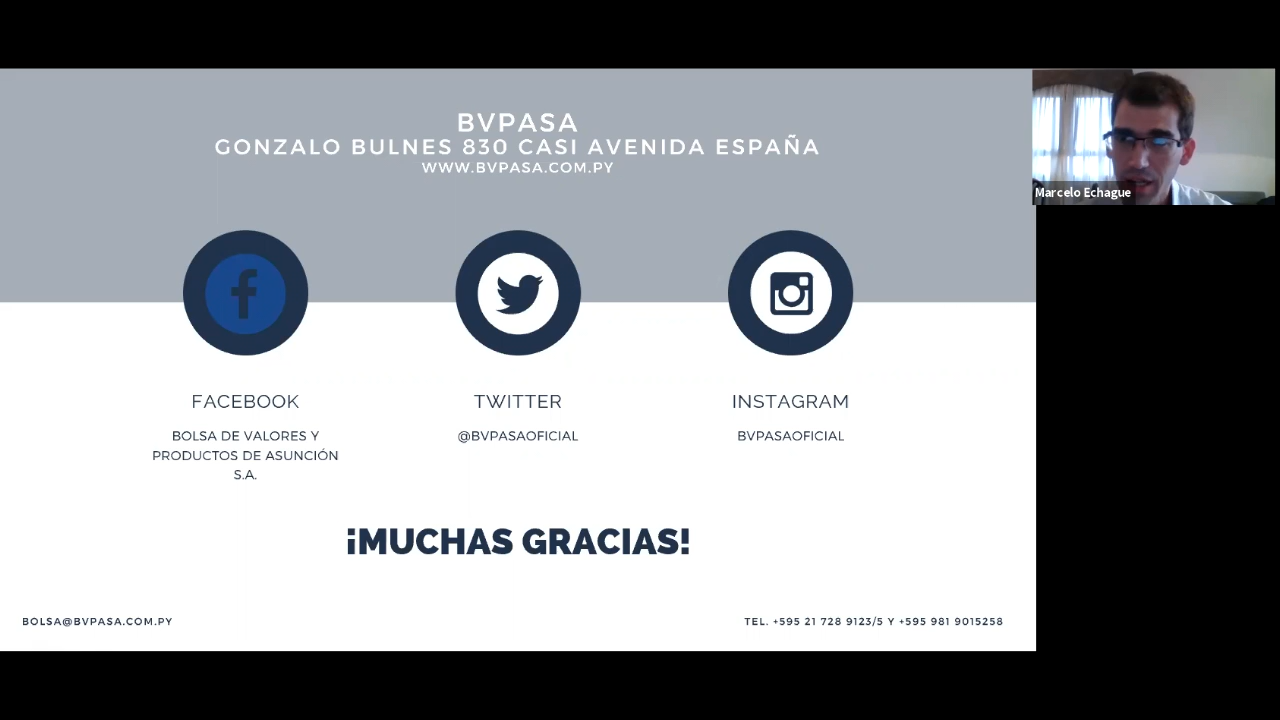 BVPASA
GONZALO BULNES 830 CASI AVENIDA ESPAÑA
WWW.BVPASA.COM.PY
Marcelo Echague
FACEBOOK
BOLSA DE VALORES Y
PRODUCTOS DE ASUNCIÓN
S.A.
TWITTER
@BVPASAOFICIAL
INSTAGRAM
BVPASAOFICIAL
¡MUCHAS GRACIAS!
BOLSA@BVPASA.COM.PY
TEL. +595 21 728 9123/5 Y +595 981 9015258